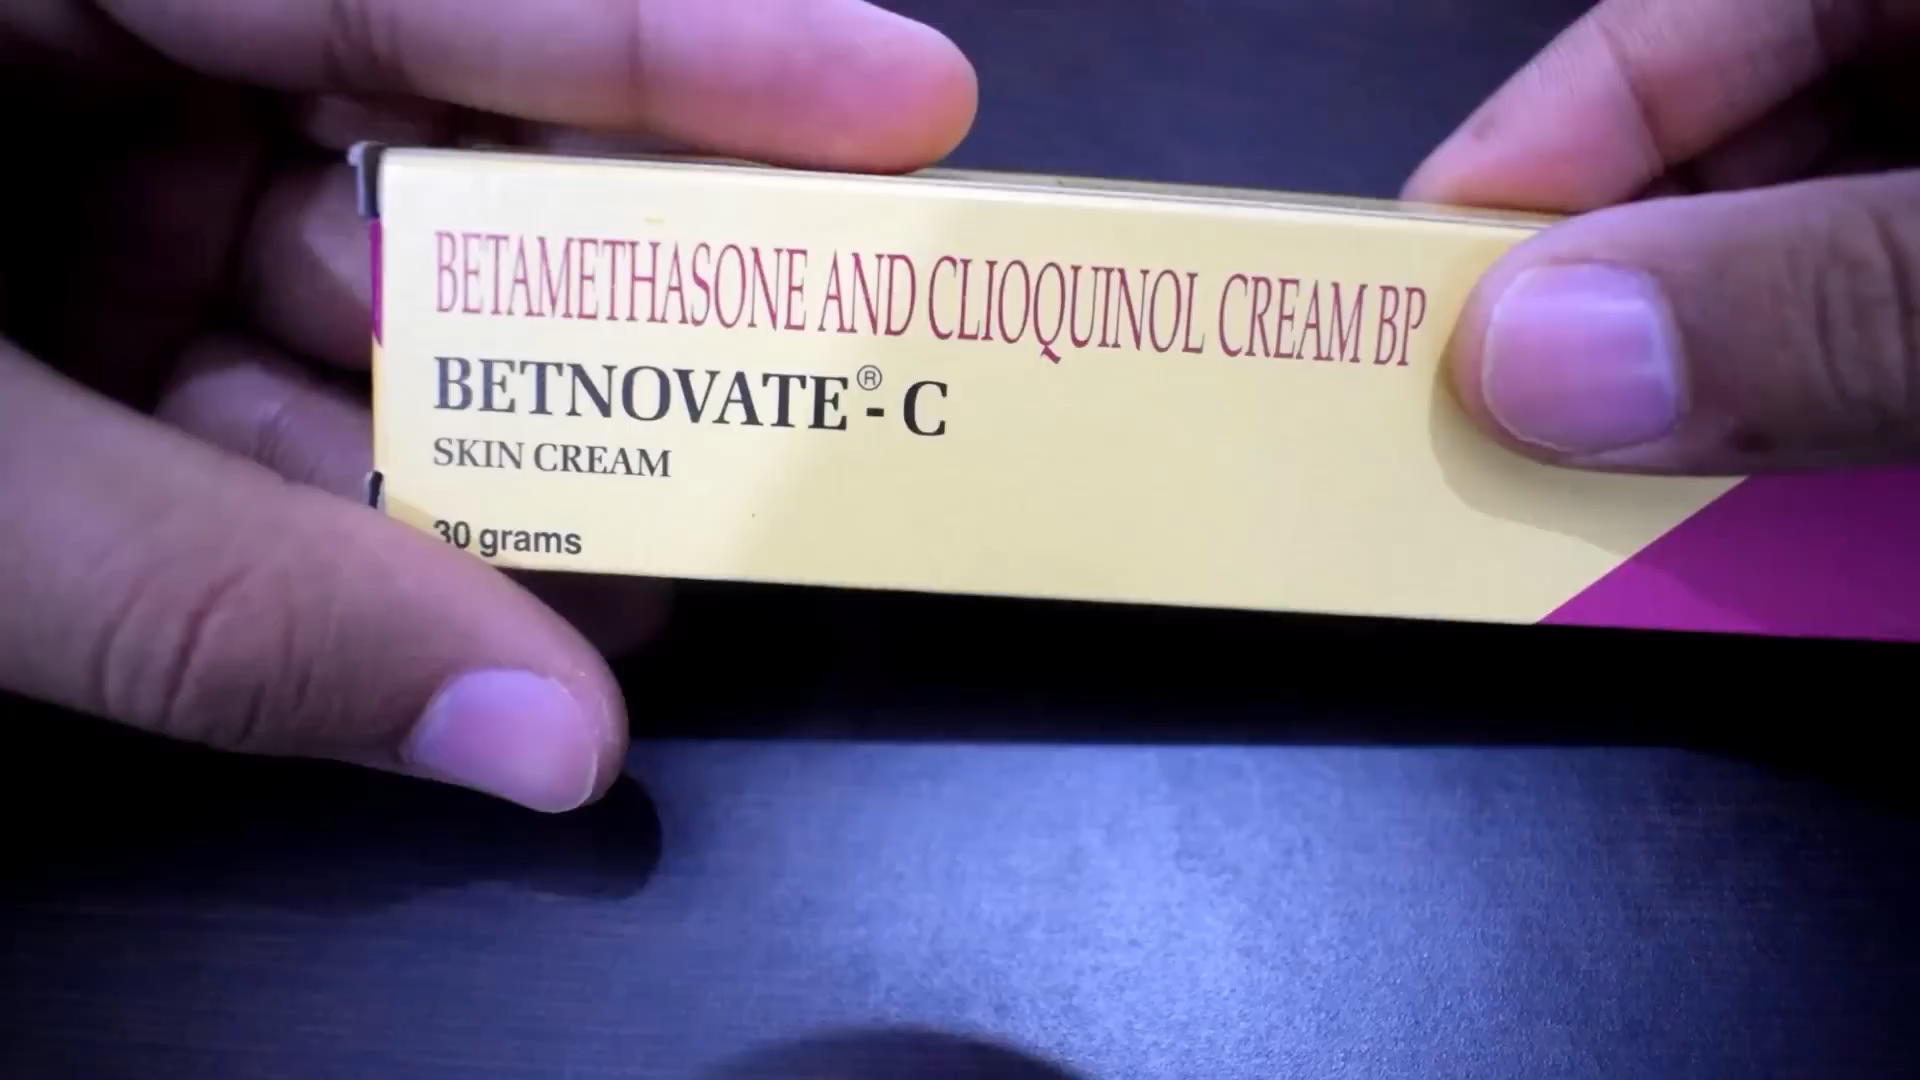 BETAMETHASONE AND CLIOQUINOL CREAM BP
BETNOVATE® - C
SKIN CREAM
30 grams